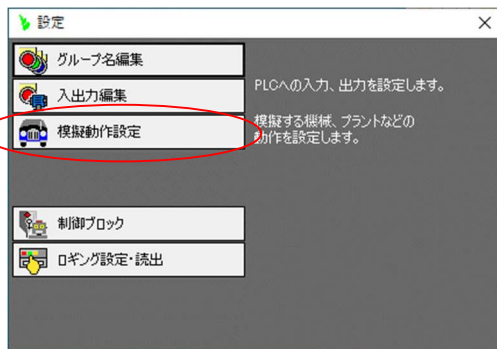 設定
グループ名編集
入出力編集
PLCへの入力、出力を設定します。
模擬動作設定
模擬する機械、プラントなどの
動作を設定します。
制御ブロック
ロギング設定・読出